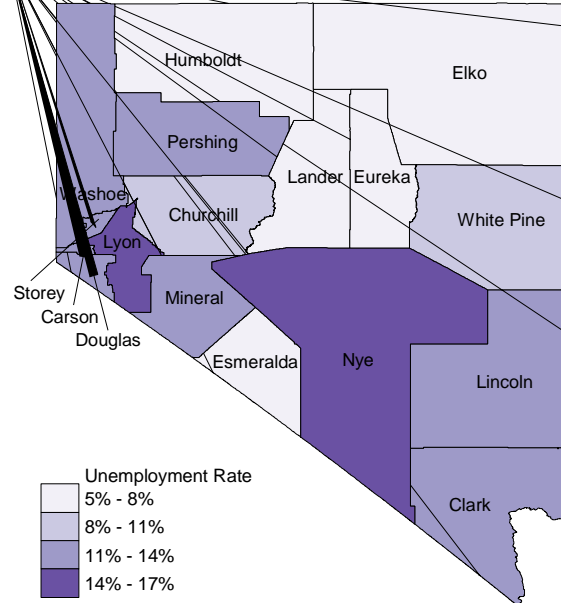 Humboldt
Elko
Pershing
Lander
Eureka
Washoe
Churchill
White Pine
Lyon
Storey
Mineral
Carson
Douglas
Esmeralda
Nye
Lincoln
Clark
Unemployment Rate
5% - 8%
8% - 11%
11% - 14%
14% - 17%